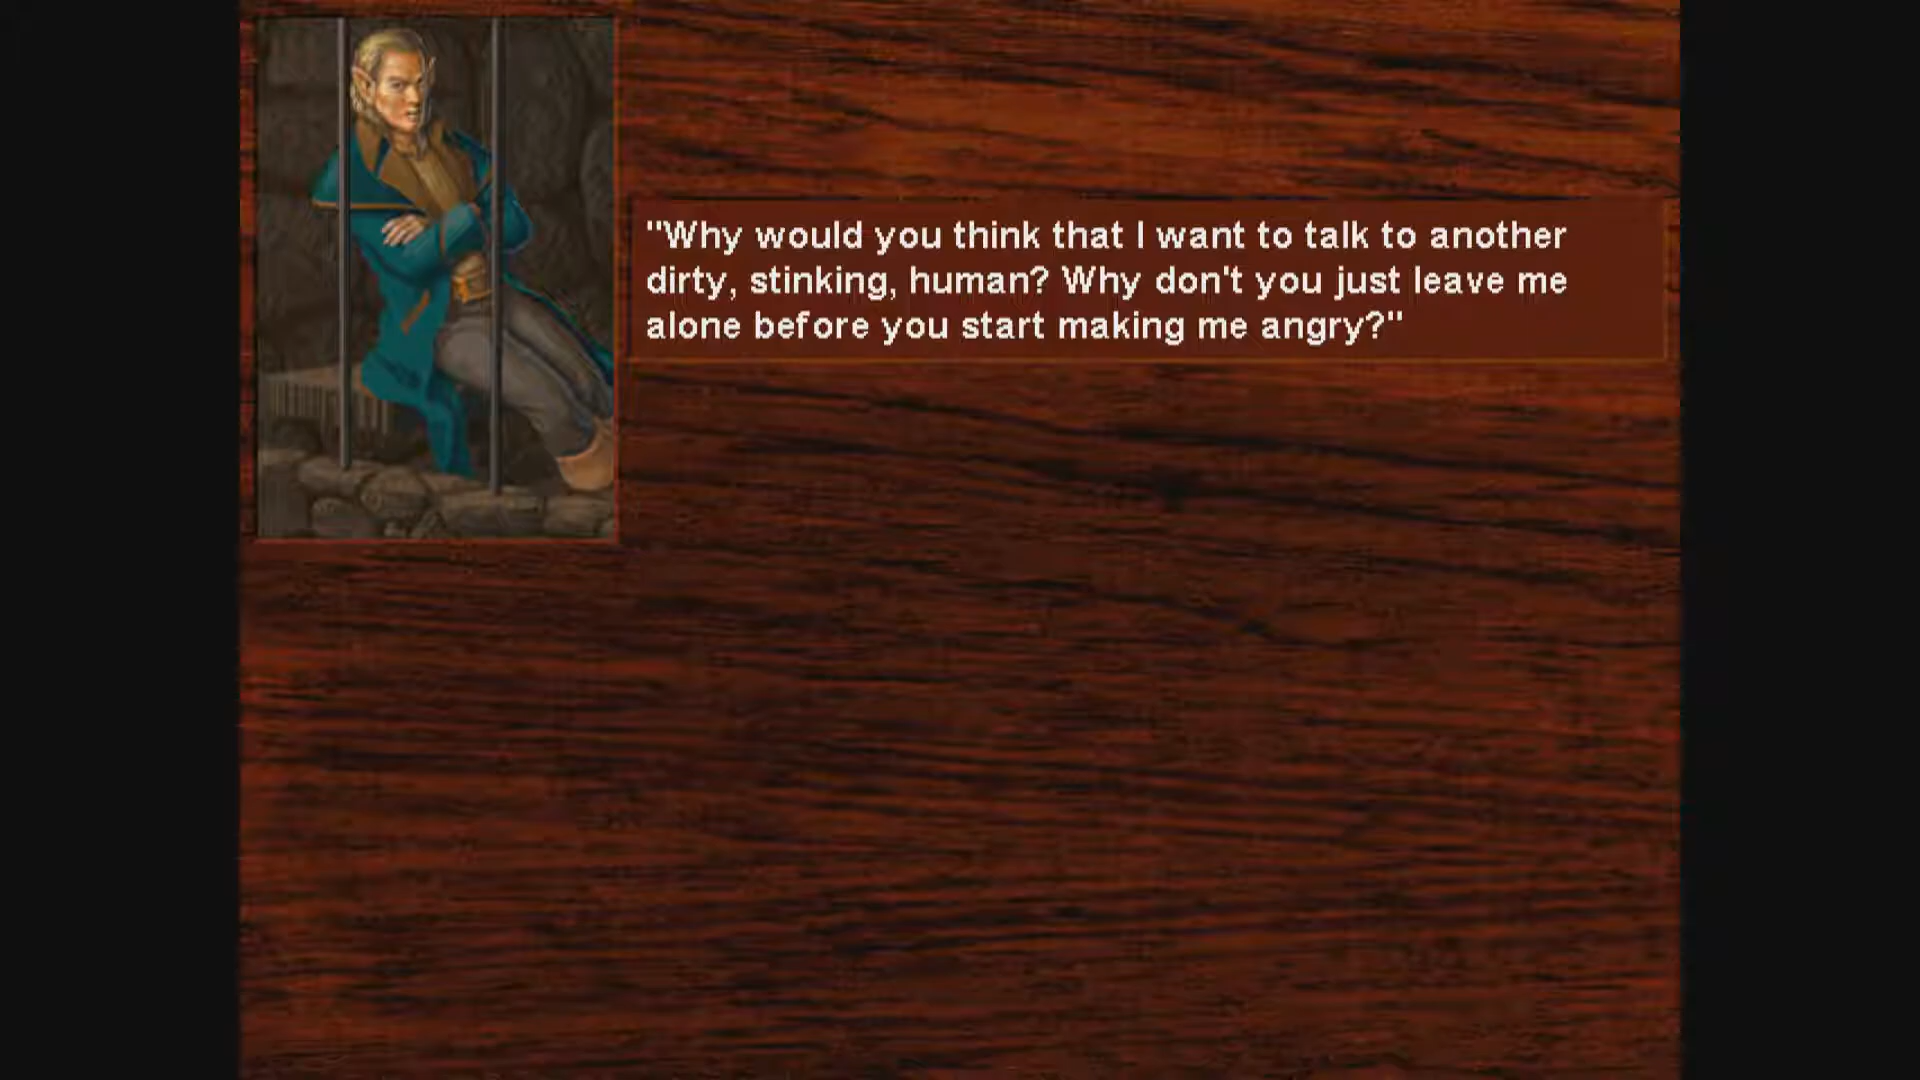 "Why would you think that I want to talk to another
dirty, stinking, human? Why don't you just leave me
alone before you start making me angry?"